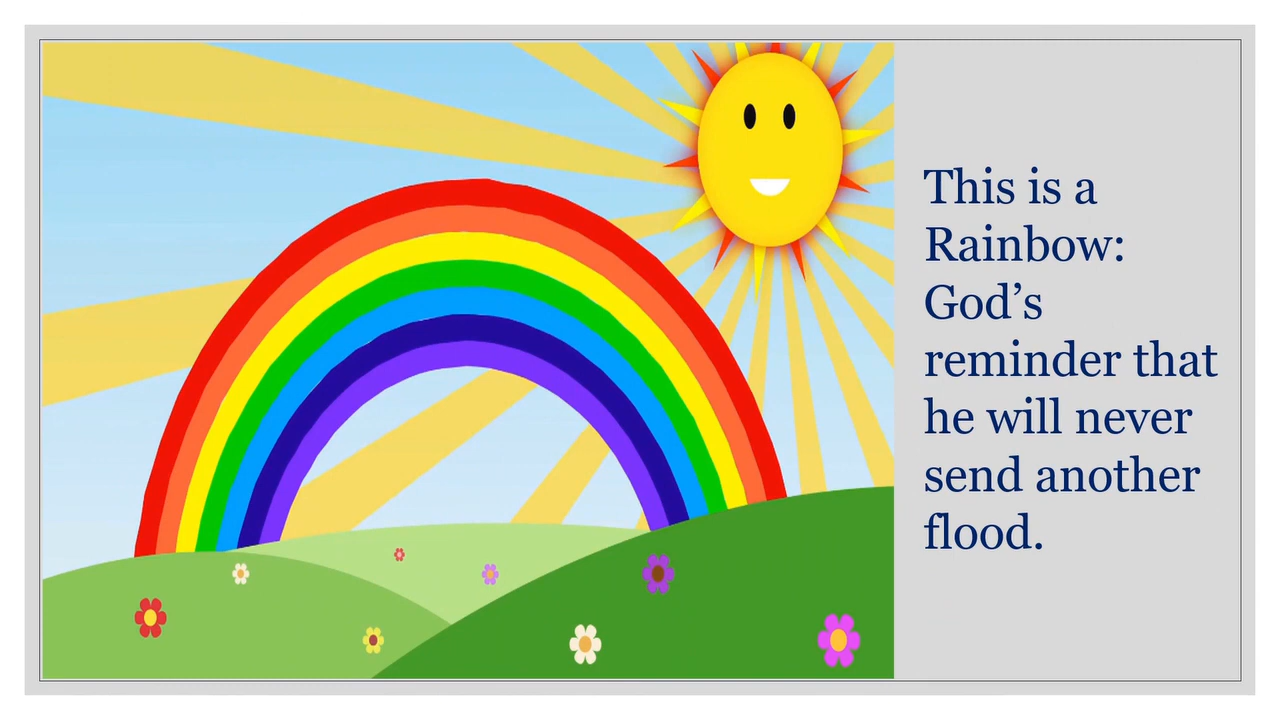 This is a
Rainbow:
God’s
reminder that
he will never
send another
flood.